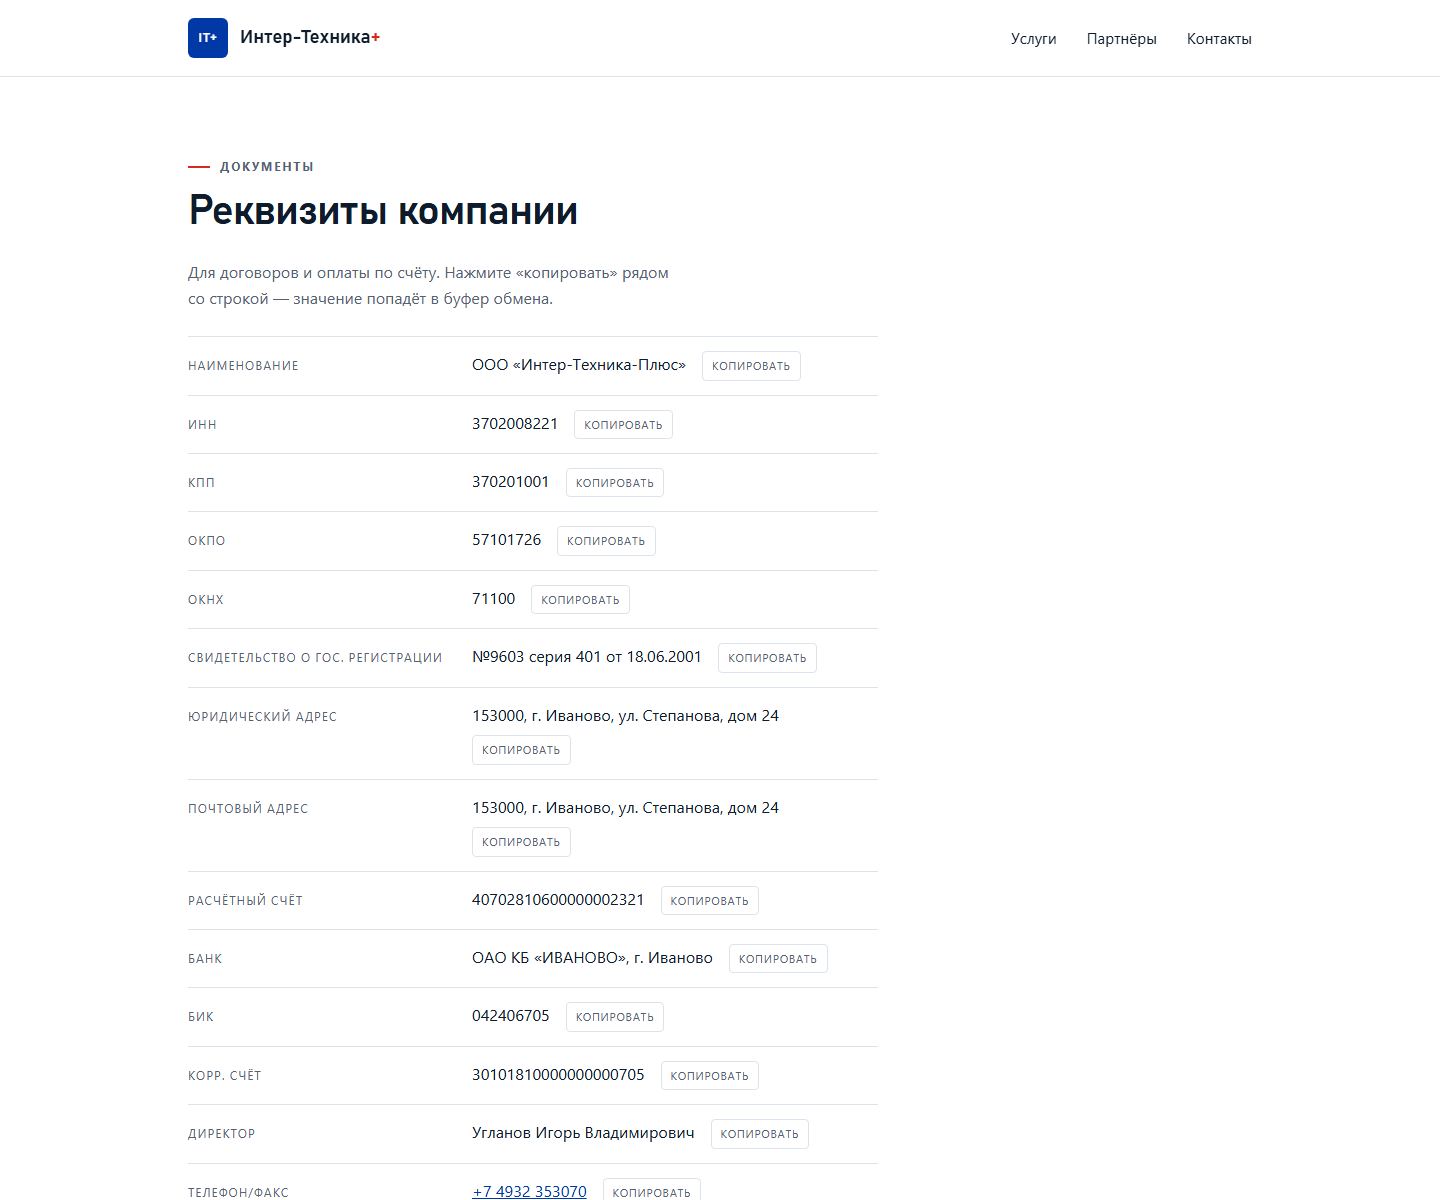 IT+ Интер-Техника+ Услуги Партнёры Контакты
ДОКУМЕНТЫ
Реквизиты компании
Для договоров и оплаты по счёту. Нажмите «копировать» рядом
со строкой — значение попадёт в буфер обмена.
НАИМЕНОВАНИЕ ООО «Интер-Техника-Плюс» КОПИРОВАТЬ
ИНН 3702008221 КОПИРОВАТЬ
КПП 370201001 КОПИРОВАТЬ
ОКПО 57101726 КОПИРОВАТЬ
ОКНХ 71100 КОПИРОВАТЬ
СВИДЕТЕЛЬСТВО О ГОС. РЕГИСТРАЦИИ №9603 серия 401 от 18.06.2001 КОПИРОВАТЬ
ЮРИДИЧЕСКИЙ АДРЕС 153000, г. Иваново, ул. Степанова, дом 24
КОПИРОВАТЬ
ПОЧТОВЫЙ АДРЕС 153000, г. Иваново, ул. Степанова, дом 24
КОПИРОВАТЬ
РАСЧЁТНЫЙ СЧЁТ 40702810600000002321 КОПИРОВАТЬ
БАНК ОАО КБ «ИВАНОВО», г. Иваново КОПИРОВАТЬ
БИК 042406705 КОПИРОВАТЬ
КОРР. СЧЁТ 30101810000000000705 КОПИРОВАТЬ
ДИРЕКТОР Угланов Игорь Владимирович КОПИРОВАТЬ
ТЕЛЕФОН/ФАКС +7 4932 353070 КОПИРОВАТЬ